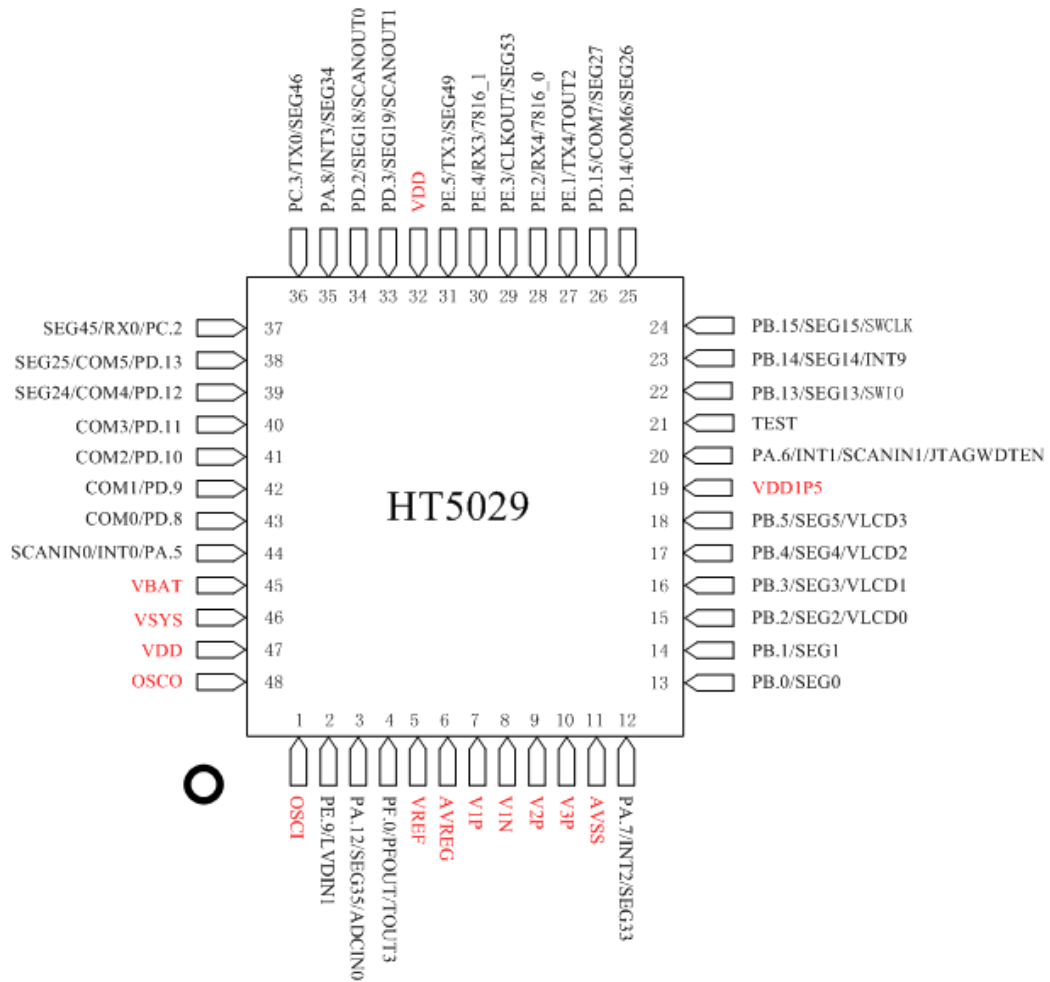 PC.3/TX0/SEG46
PA.8/INT3/SEG34
PD.2/SEG18/SCANOUT0
PD.3/SEG19/SCANOUT1
VDD
PE.5/TX3/SEG49
PE.4/RX3/7816_1
PE.3/CLKOUT/SEG53
PE.2/RX4/7816_0
PE.1/TX4/TOUT2
PD.15/COM7/SEG27
PD.14/COM6/SEG26
36 35 34 33 32 31 30 29 28 27 26 25
SEG45/RX0/PC.2 37
SEG25/COM5/PD.13 38
SEG24/COM4/PD.12 39
COM3/PD.11 40
COM2/PD.10 41
COM1/PD.9 42
COM0/PD.8 43
SCANIN0/INT0/PA.5 44
VBAT 45
VSYS 46
VDD 47
OSCO 48
HT5029
24 PB.15/SEG15/SWCLK
23 PB.14/SEG14/INT9
22 PB.13/SEG13/SWIO
21 TEST
20 PA.6/INT1/SCANIN1/JTAGWDTEN
19 VDD1P5
18 PB.5/SEG5/VLCD3
17 PB.4/SEG4/VLCD2
16 PB.3/SEG3/VLCD1
15 PB.2/SEG2/VLCD0
14 PB.1/SEG1
13 PB.0/SEG0
1 2 3 4 5 6 7 8 9 10 11 12
OSCI
PE.9/LVDIN1
PA.12/SEG35/ADCIN0
PF.0/PFOUT/TOUT3
VREF
AVREG
V1P
V1N
V2P
V3P
AVSS
PA.7/INT2/SEG33